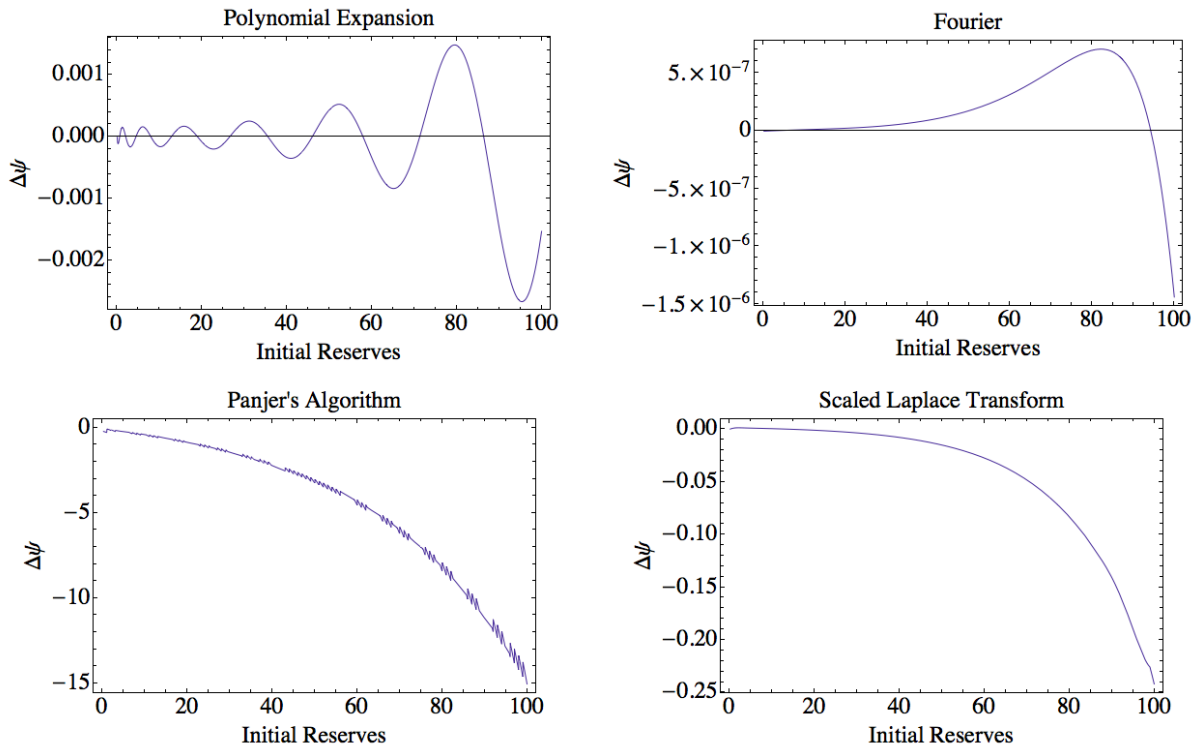 Polynomial Expansion
0.001
0.000
−0.001
−0.002
Δψ
0 20 40 60 80 100
Initial Reserves
Fourier
5.×10⁻⁷
0
−5.×10⁻⁷
−1.×10⁻⁶
−1.5×10⁻⁶
Δψ
0 20 40 60 80 100
Initial Reserves
Panjer's Algorithm
0
−5
−10
−15
Δψ
0 20 40 60 80 100
Initial Reserves
Scaled Laplace Transform
0.00
−0.05
−0.10
−0.15
−0.20
−0.25
Δψ
0 20 40 60 80 100
Initial Reserves